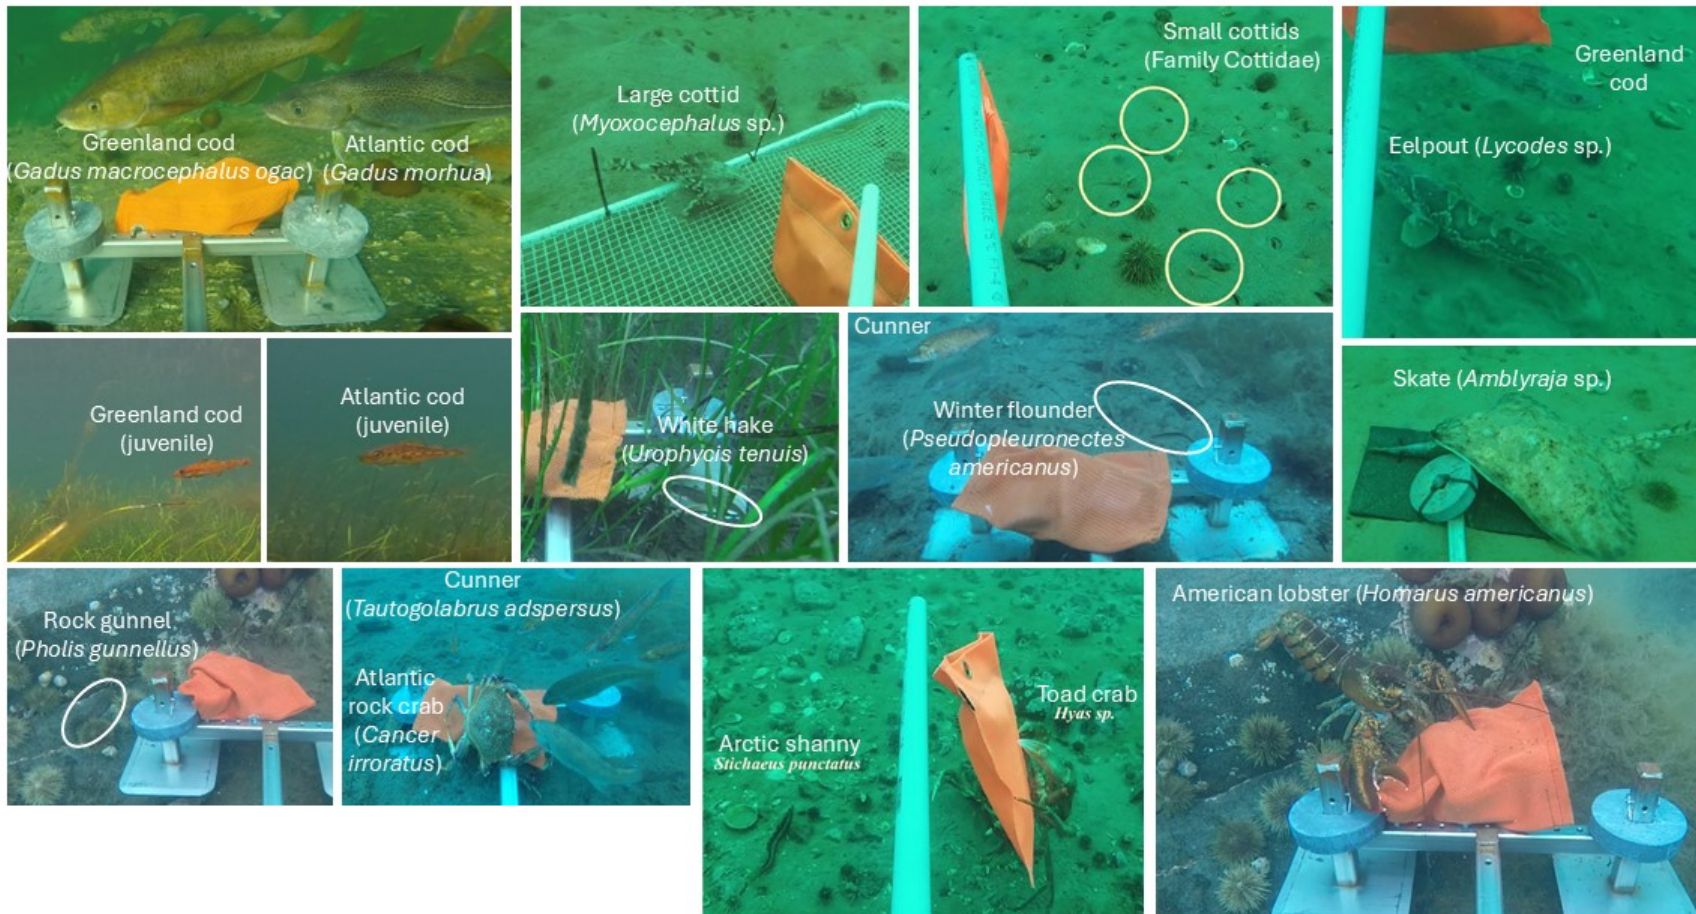 Greenland cod
(Gadus macrocephalus ogac)
Atlantic cod
(Gadus morhua)
Large cottid
(Myoxocephalus sp.)
Small cottids
(Family Cottidae)
Greenland
cod
Eelpout (Lycodes sp.)
Greenland cod
(juvenile)
Atlantic cod
(juvenile)
White hake
(Urophycis tenuis)
Cunner
Winter flounder
(Pseudopleuronectes
americanus)
Skate (Amblyraja sp.)
Rock gunnel
(Pholis gunnellus)
Cunner
(Tautogolabrus adspersus)
Atlantic
rock crab
(Cancer
irroratus)
Arctic shanny
Stichaeus punctatus
Toad crab
Hyas sp.
American lobster (Homarus americanus)